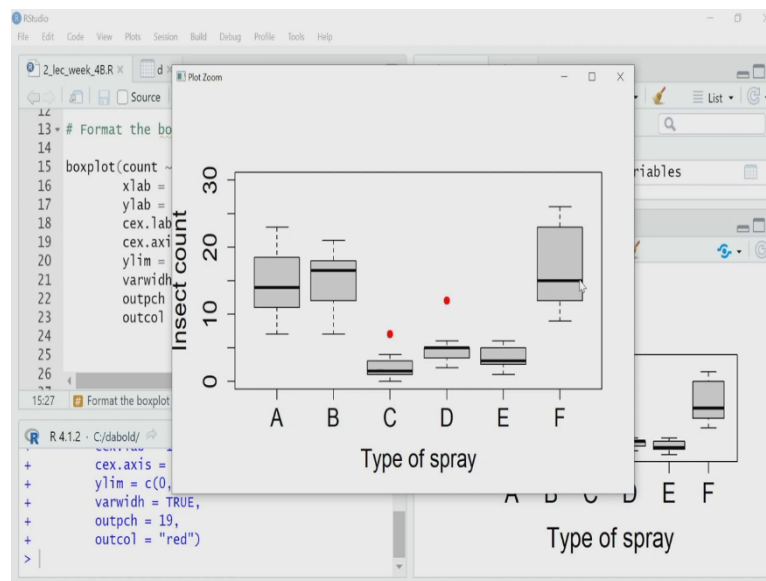 RStudio
File Edit Code View Plots Session Build Debug Profile Tools Help
2_lec_week_4B.R d
Source
List
12
13 # Format the bo
14
15 boxplot(count ~
16 xlab =
17 ylab =
18 cex.lab
19 cex.axi
20 ylim =
21 varwidh
22 outpch
23 outcol
24
25
26
27
15:27 Format the boxplot
R 4.1.2 · C:/dabold/
+ cex.axis =
+ ylim = c(0,
+ varwidh = TRUE,
+ outpch = 19,
+ outcol = "red")
>
Plot Zoom
30
20
10
0
Insect count
A B C D E F
Type of spray
riables
A B C D E F
Type of spray